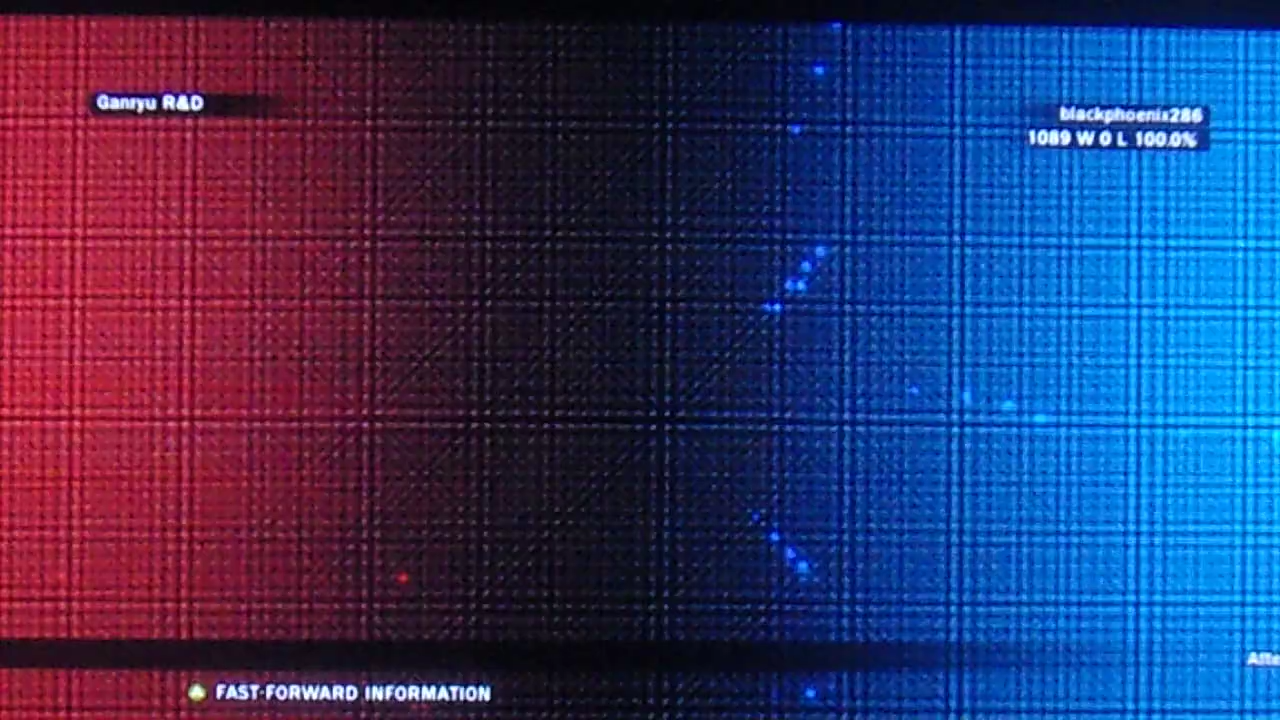 Ganryu R&D
blackphoenix286
1089 W 0 L 100.0%
FAST-FORWARD INFORMATION